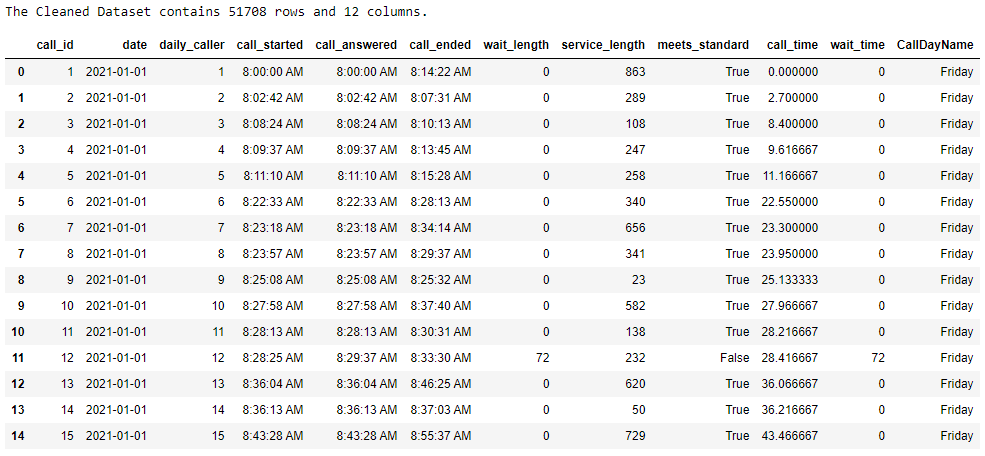 The Cleaned Dataset contains 51708 rows and 12 columns.
call_id date daily_caller call_started call_answered call_ended wait_length service_length meets_standard call_time wait_time CallDayName
0 1 2021-01-01 1 8:00:00 AM 8:00:00 AM 8:14:22 AM 0 863 True 0.000000 0 Friday
1 2 2021-01-01 2 8:02:42 AM 8:02:42 AM 8:07:31 AM 0 289 True 2.700000 0 Friday
2 3 2021-01-01 3 8:08:24 AM 8:08:24 AM 8:10:13 AM 0 108 True 8.400000 0 Friday
3 4 2021-01-01 4 8:09:37 AM 8:09:37 AM 8:13:45 AM 0 247 True 9.616667 0 Friday
4 5 2021-01-01 5 8:11:10 AM 8:11:10 AM 8:15:28 AM 0 258 True 11.166667 0 Friday
5 6 2021-01-01 6 8:22:33 AM 8:22:33 AM 8:28:13 AM 0 340 True 22.550000 0 Friday
6 7 2021-01-01 7 8:23:18 AM 8:23:18 AM 8:34:14 AM 0 656 True 23.300000 0 Friday
7 8 2021-01-01 8 8:23:57 AM 8:23:57 AM 8:29:37 AM 0 341 True 23.950000 0 Friday
8 9 2021-01-01 9 8:25:08 AM 8:25:08 AM 8:25:32 AM 0 23 True 25.133333 0 Friday
9 10 2021-01-01 10 8:27:58 AM 8:27:58 AM 8:37:40 AM 0 582 True 27.966667 0 Friday
10 11 2021-01-01 11 8:28:13 AM 8:28:13 AM 8:30:31 AM 0 138 True 28.216667 0 Friday
11 12 2021-01-01 12 8:28:25 AM 8:29:37 AM 8:33:30 AM 72 232 False 28.416667 72 Friday
12 13 2021-01-01 13 8:36:04 AM 8:36:04 AM 8:46:25 AM 0 620 True 36.066667 0 Friday
13 14 2021-01-01 14 8:36:13 AM 8:36:13 AM 8:37:03 AM 0 50 True 36.216667 0 Friday
14 15 2021-01-01 15 8:43:28 AM 8:43:28 AM 8:55:37 AM 0 729 True 43.466667 0 Friday